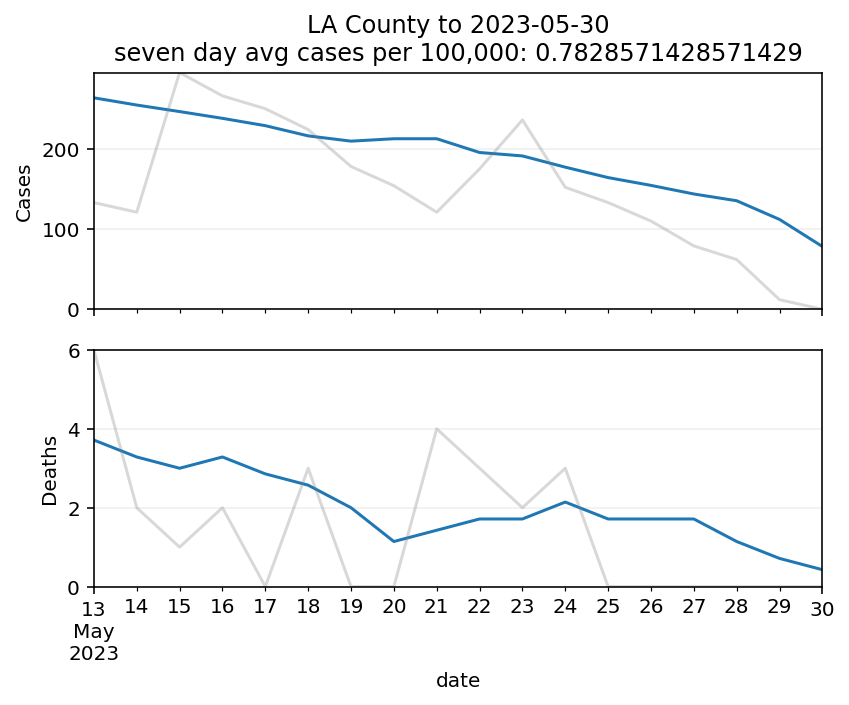 LA County to 2023-05-30
seven day avg cases per 100,000: 0.7828571428571429
200
100
0
Cases
6
4
2
0
Deaths
13 14 15 16 17 18 19 20 21 22 23 24 25 26 27 28 29 30
May
2023
date